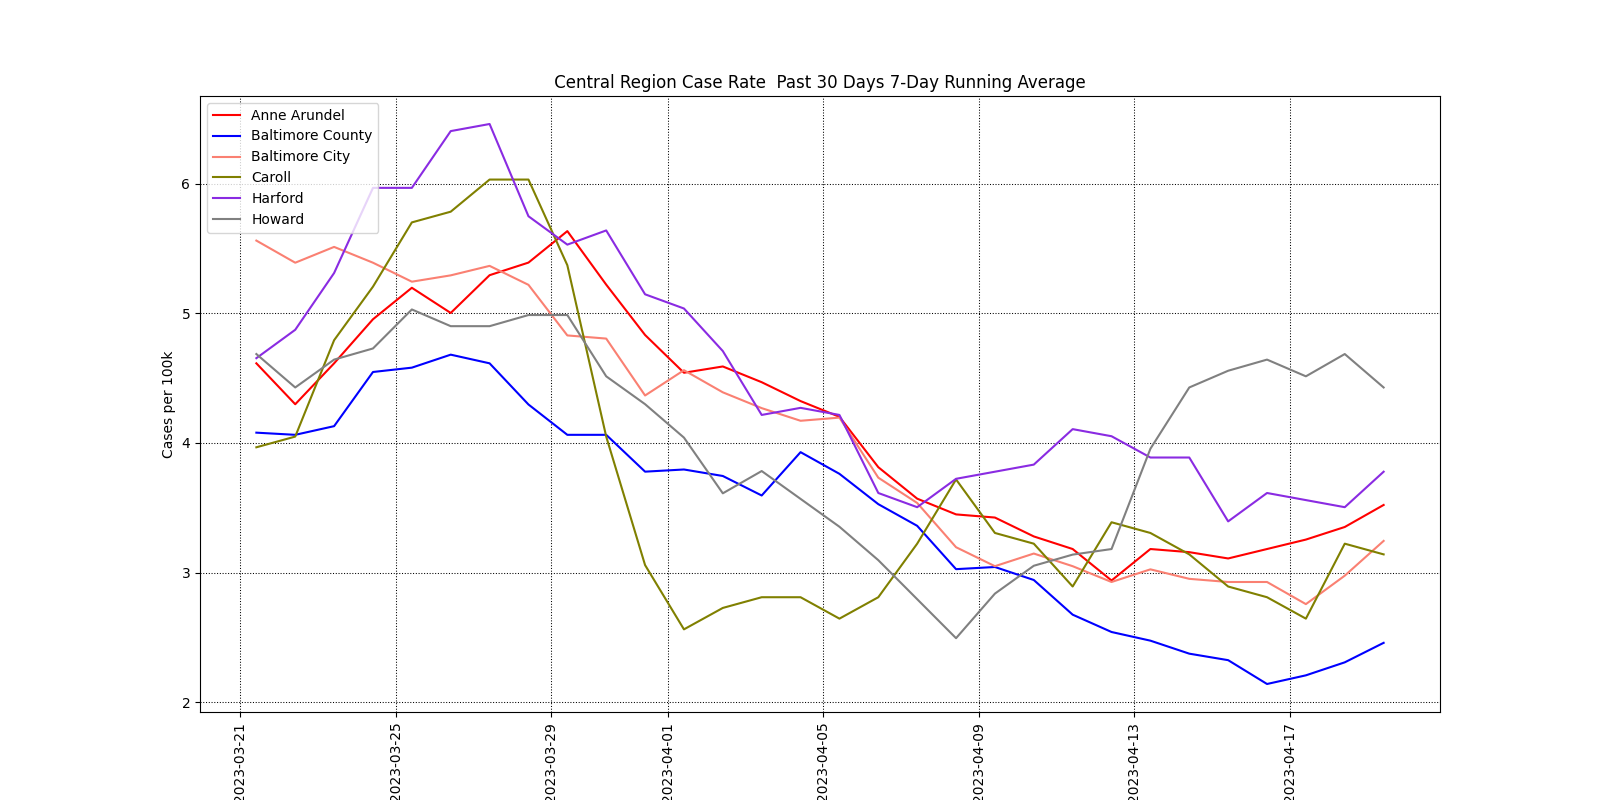 Central Region Case Rate  Past 30 Days 7-Day Running Average
Anne Arundel
Baltimore County
Baltimore City
Caroll
Harford
Howard
Cases per 100k
6
5
4
3
2
2023-03-21
2023-03-25
2023-03-29
2023-04-01
2023-04-05
2023-04-09
2023-04-13
2023-04-17